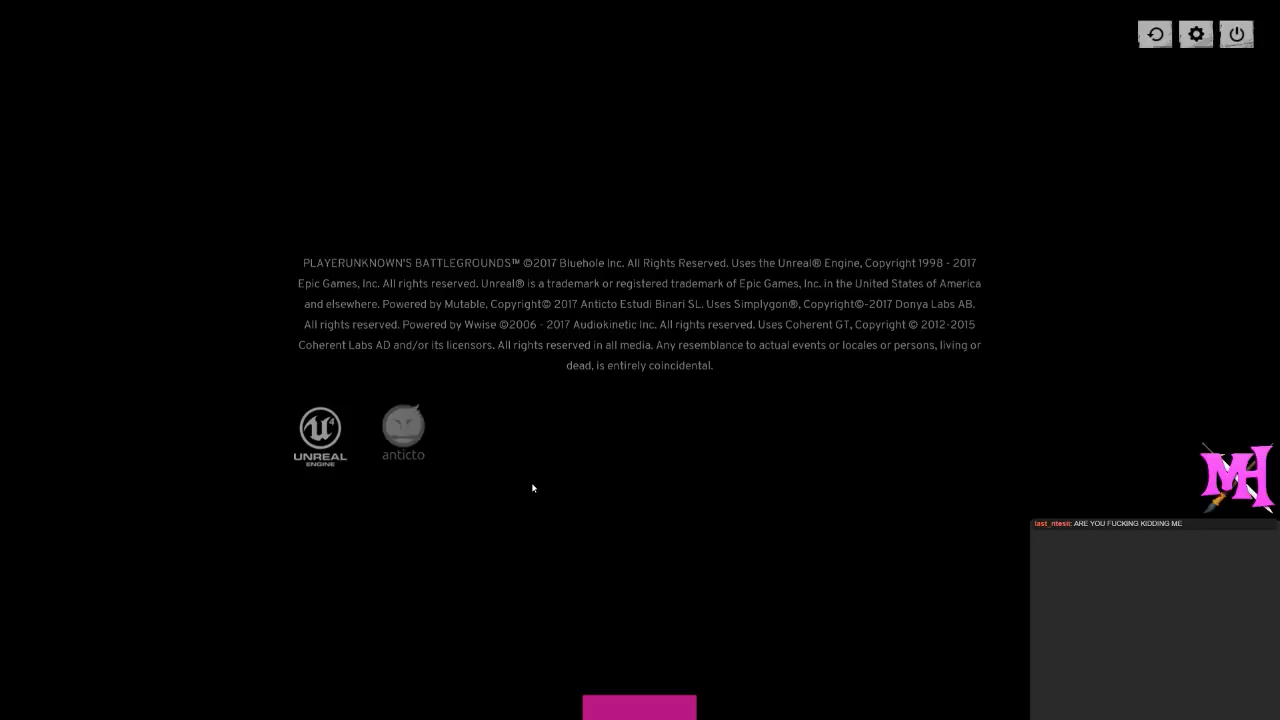 PLAYERUNKNOWN'S BATTLEGROUNDS™ ©2017 Bluehole Inc. All Rights Reserved. Uses the Unreal® Engine, Copyright 1998 - 2017
Epic Games, Inc. All rights reserved. Unreal® is a trademark or registered trademark of Epic Games, Inc. in the United States of America
and elsewhere. Powered by Mutable, Copyright© 2017 Anticto Estudi Binari SL. Uses Simplygon®, Copyright©-2017 Donya Labs AB.
All rights reserved. Powered by Wwise ©2006 - 2017 Audiokinetic Inc. All rights reserved. Uses Coherent GT, Copyright © 2012-2015
Coherent Labs AD and/or its licensors. All rights reserved in all media. Any resemblance to actual events or locales or persons, living or
dead, is entirely coincidental.
UNREAL
ENGINE
anticto
MH
last_ritesii: ARE YOU FUCKING KIDDING ME